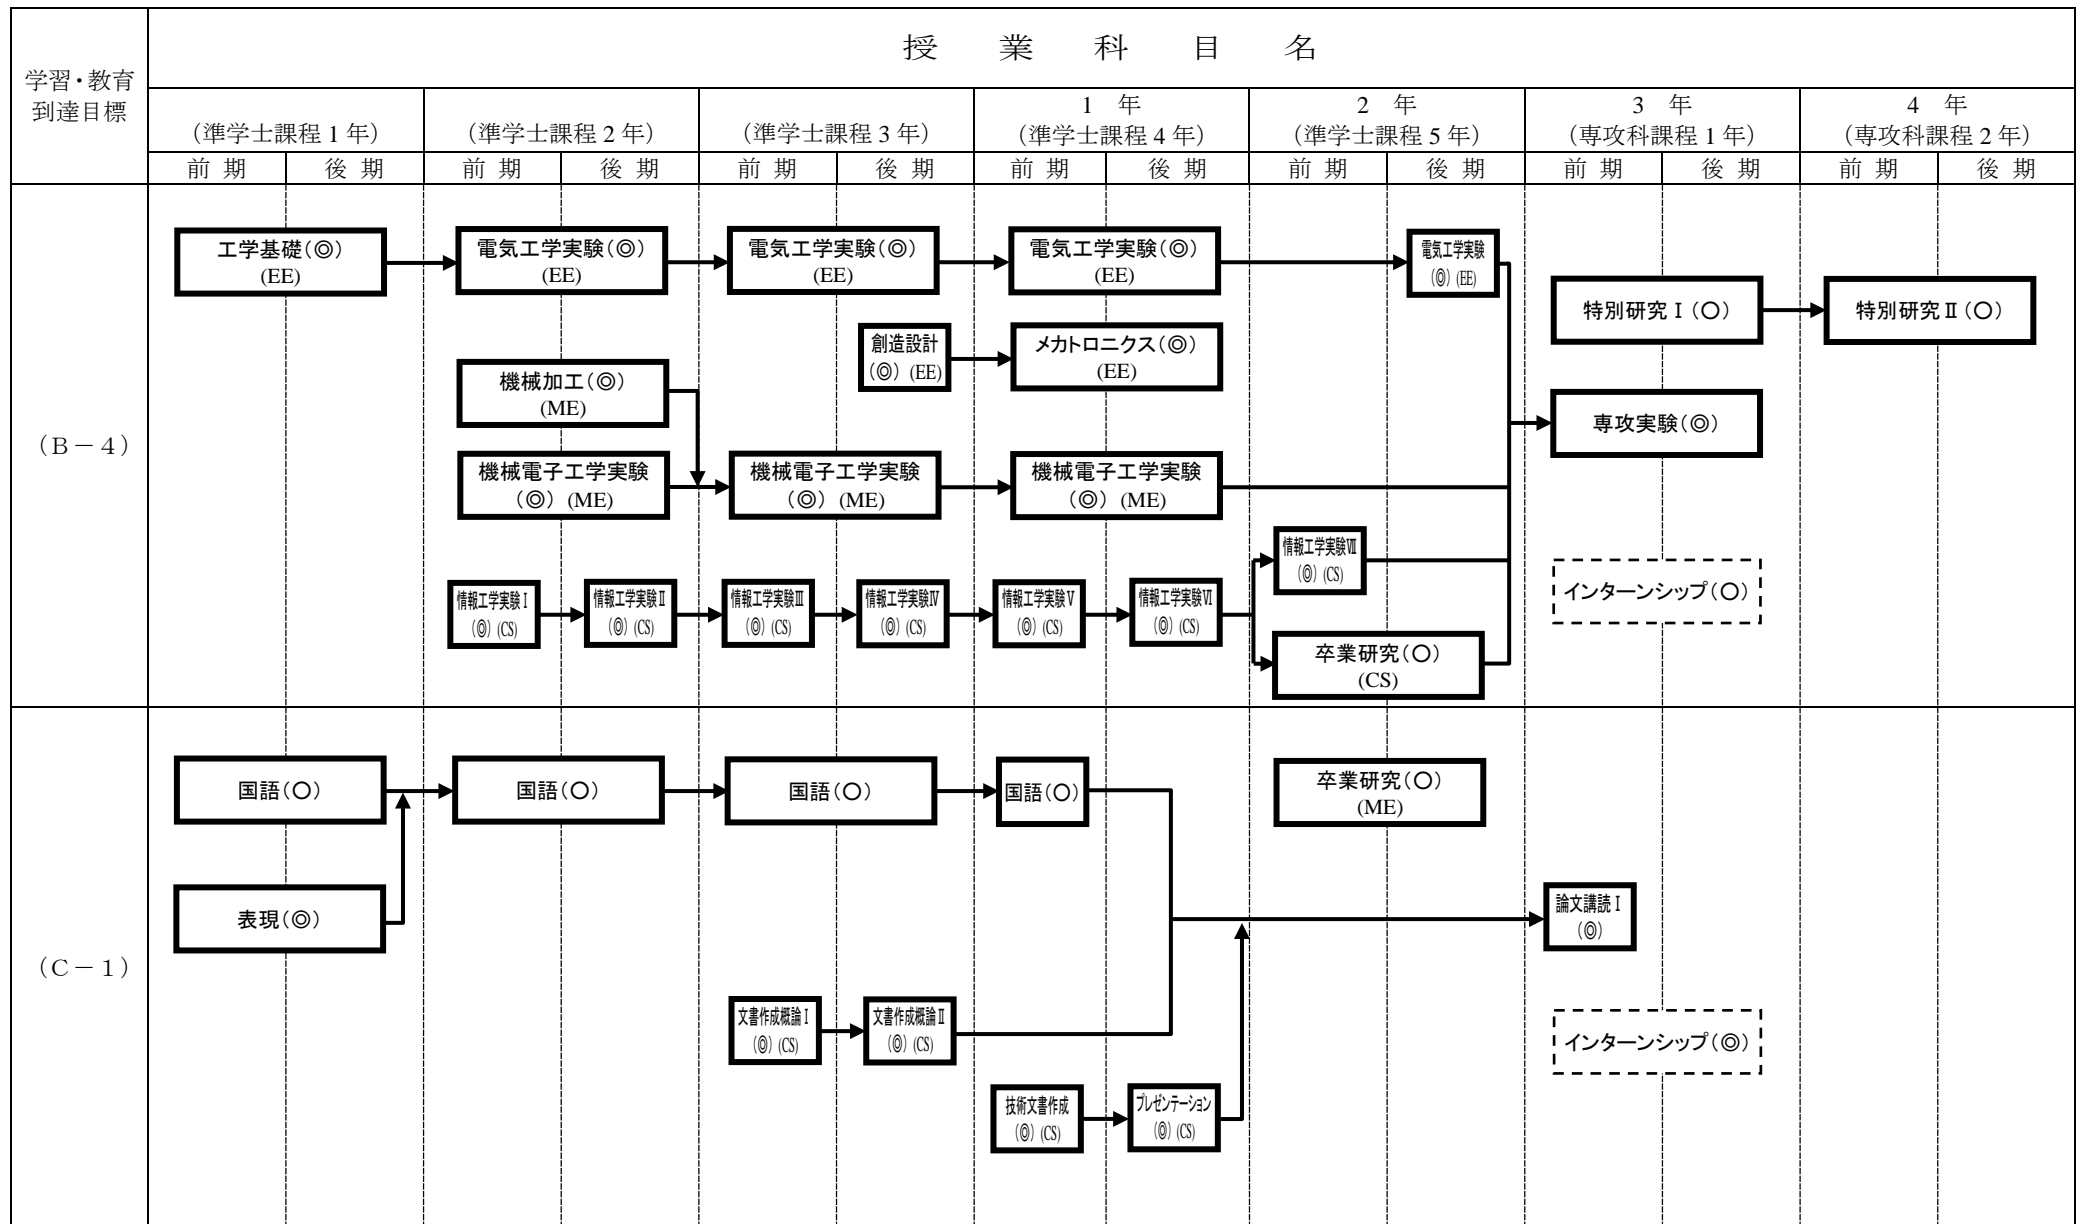 学習・教育
到達目標
授 業 科 目 名
(準学士課程 1 年)
(準学士課程 2 年)
(準学士課程 3 年)
1 年
(準学士課程 4 年)
2 年
(準学士課程 5 年)
3 年
(専攻科課程 1 年)
4 年
(専攻科課程 2 年)
前 期
後 期
前 期
後 期
前 期
後 期
前 期
後 期
前 期
後 期
前 期
後 期
前 期
後 期
(B-4)
工学基礎(◎)
(EE)
電気工学実験(◎)
(EE)
電気工学実験(◎)
(EE)
電気工学実験(◎)
(EE)
電気工学実験
(◎) (EE)
特別研究Ⅰ(○)
特別研究Ⅱ(○)
創造設計
(◎) (EE)
メカトロニクス(◎)
(EE)
機械加工(◎)
(ME)
専攻実験(◎)
機械電子工学実験
(◎) (ME)
機械電子工学実験
(◎) (ME)
機械電子工学実験
(◎) (ME)
情報工学実験Ⅶ
(◎) (CS)
インターンシップ(○)
情報工学実験Ⅰ
(◎) (CS)
情報工学実験Ⅱ
(◎) (CS)
情報工学実験Ⅲ
(◎) (CS)
情報工学実験Ⅳ
(◎) (CS)
情報工学実験Ⅴ
(◎) (CS)
情報工学実験Ⅵ
(◎) (CS)
卒業研究(○)
(CS)
(C-1)
国語(○)
国語(○)
国語(○)
国語(○)
卒業研究(○)
(ME)
表現(◎)
論文講読Ⅰ
(◎)
文書作成概論Ⅰ
(◎) (CS)
文書作成概論Ⅱ
(◎) (CS)
インターンシップ(◎)
技術文書作成
(◎) (CS)
プレゼンテーション
(◎) (CS)